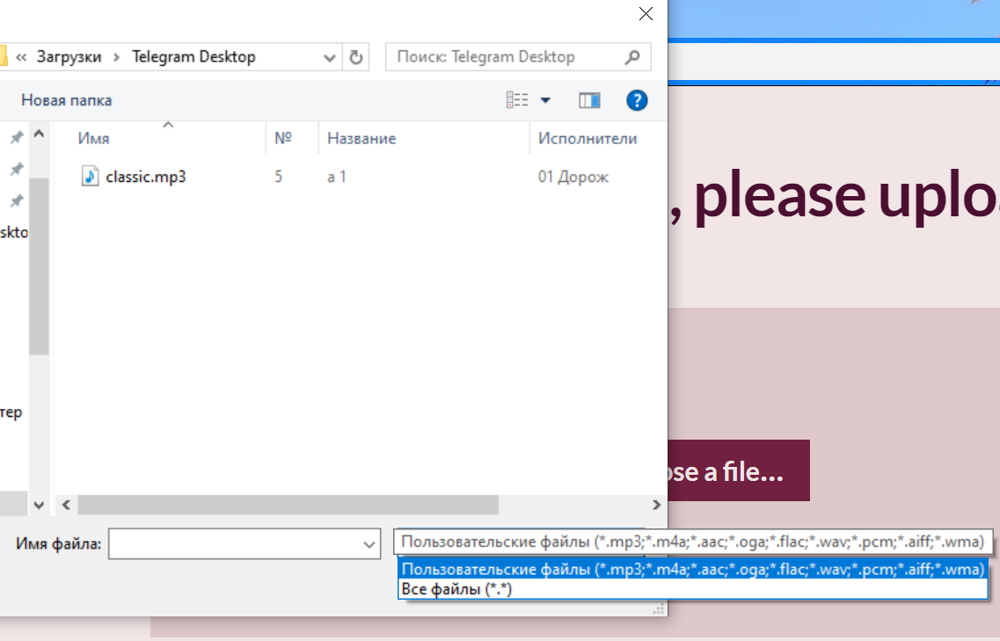 « Загрузки › Telegram Desktop
Поиск: Telegram Desktop
Новая папка
?
Имя № Название Исполнители
classic.mp3 5 а 1 01 Дорож
skto
тер
, please uplo
ose a file...
Имя файла:
Пользовательские файлы (*.mp3;*.m4a;*.aac;*.oga;*.flac;*.wav;*.pcm;*.aiff;*.wma)
Пользовательские файлы (*.mp3;*.m4a;*.aac;*.oga;*.flac;*.wav;*.pcm;*.aiff;*.wma)
Все файлы (*.*)